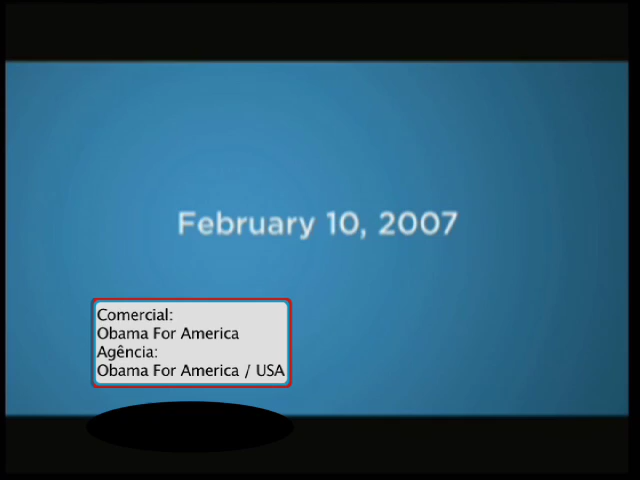 February 10, 2007
Comercial:
Obama For America
Agência:
Obama For America / USA